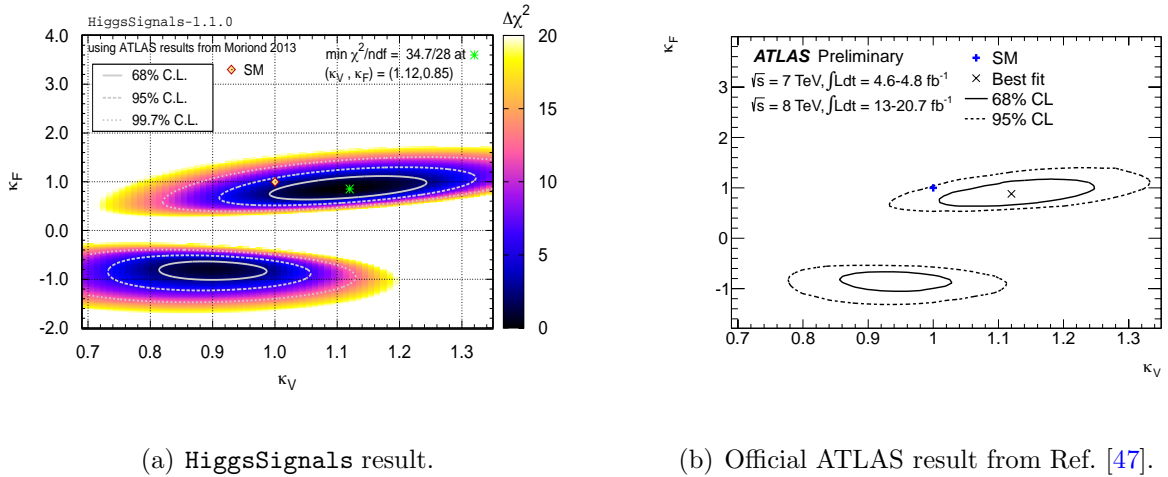 HiggsSignals-1.1.0
Δχ²
4.0
3.0
2.0
1.0
0.0
-1.0
-2.0
κF
using ATLAS results from Moriond 2013
68% C.L.
95% C.L.
99.7% C.L.
SM
min χ²/ndf = 34.7/28 at
(κV , κF) = (1.12,0.85)
20
15
10
5
0
0.7 0.8 0.9 1.0 1.1 1.2 1.3
κV
κF
3
2
1
0
-1
ATLAS Preliminary
√s = 7 TeV, ∫Ldt = 4.6-4.8 fb⁻¹
√s = 8 TeV, ∫Ldt = 13-20.7 fb⁻¹
SM
Best fit
68% CL
95% CL
0.7 0.8 0.9 1 1.1 1.2 1.3
κV
(a) HiggsSignals result.
(b) Official ATLAS result from Ref. [47].